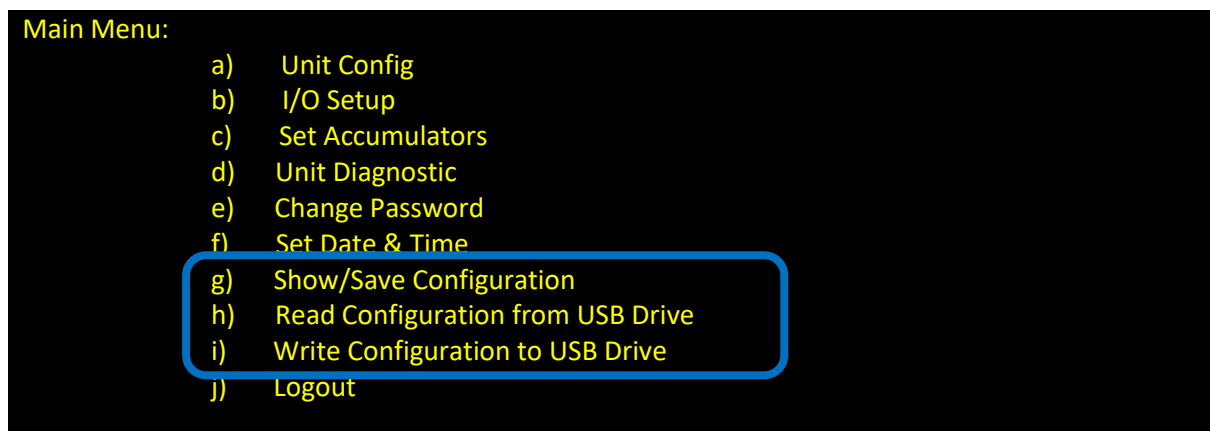 Main Menu:
a) Unit Config
b) I/O Setup
c) Set Accumulators
d) Unit Diagnostic
e) Change Password
f) Set Date & Time
g) Show/Save Configuration
h) Read Configuration from USB Drive
i) Write Configuration to USB Drive
j) Logout